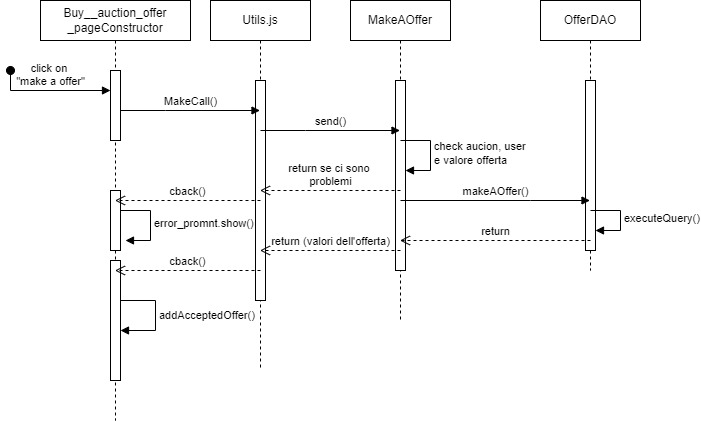 Buy__auction_offer
_pageConstructor
Utils.js
MakeAOffer
OfferDAO
click on
"make a offer"
MakeCall()
send()
check aucion, user
e valore offerta
return se ci sono
problemi
cback()
makeAOffer()
error_promnt.show()
executeQuery()
return
return (valori dell'offerta)
cback()
addAcceptedOffer()